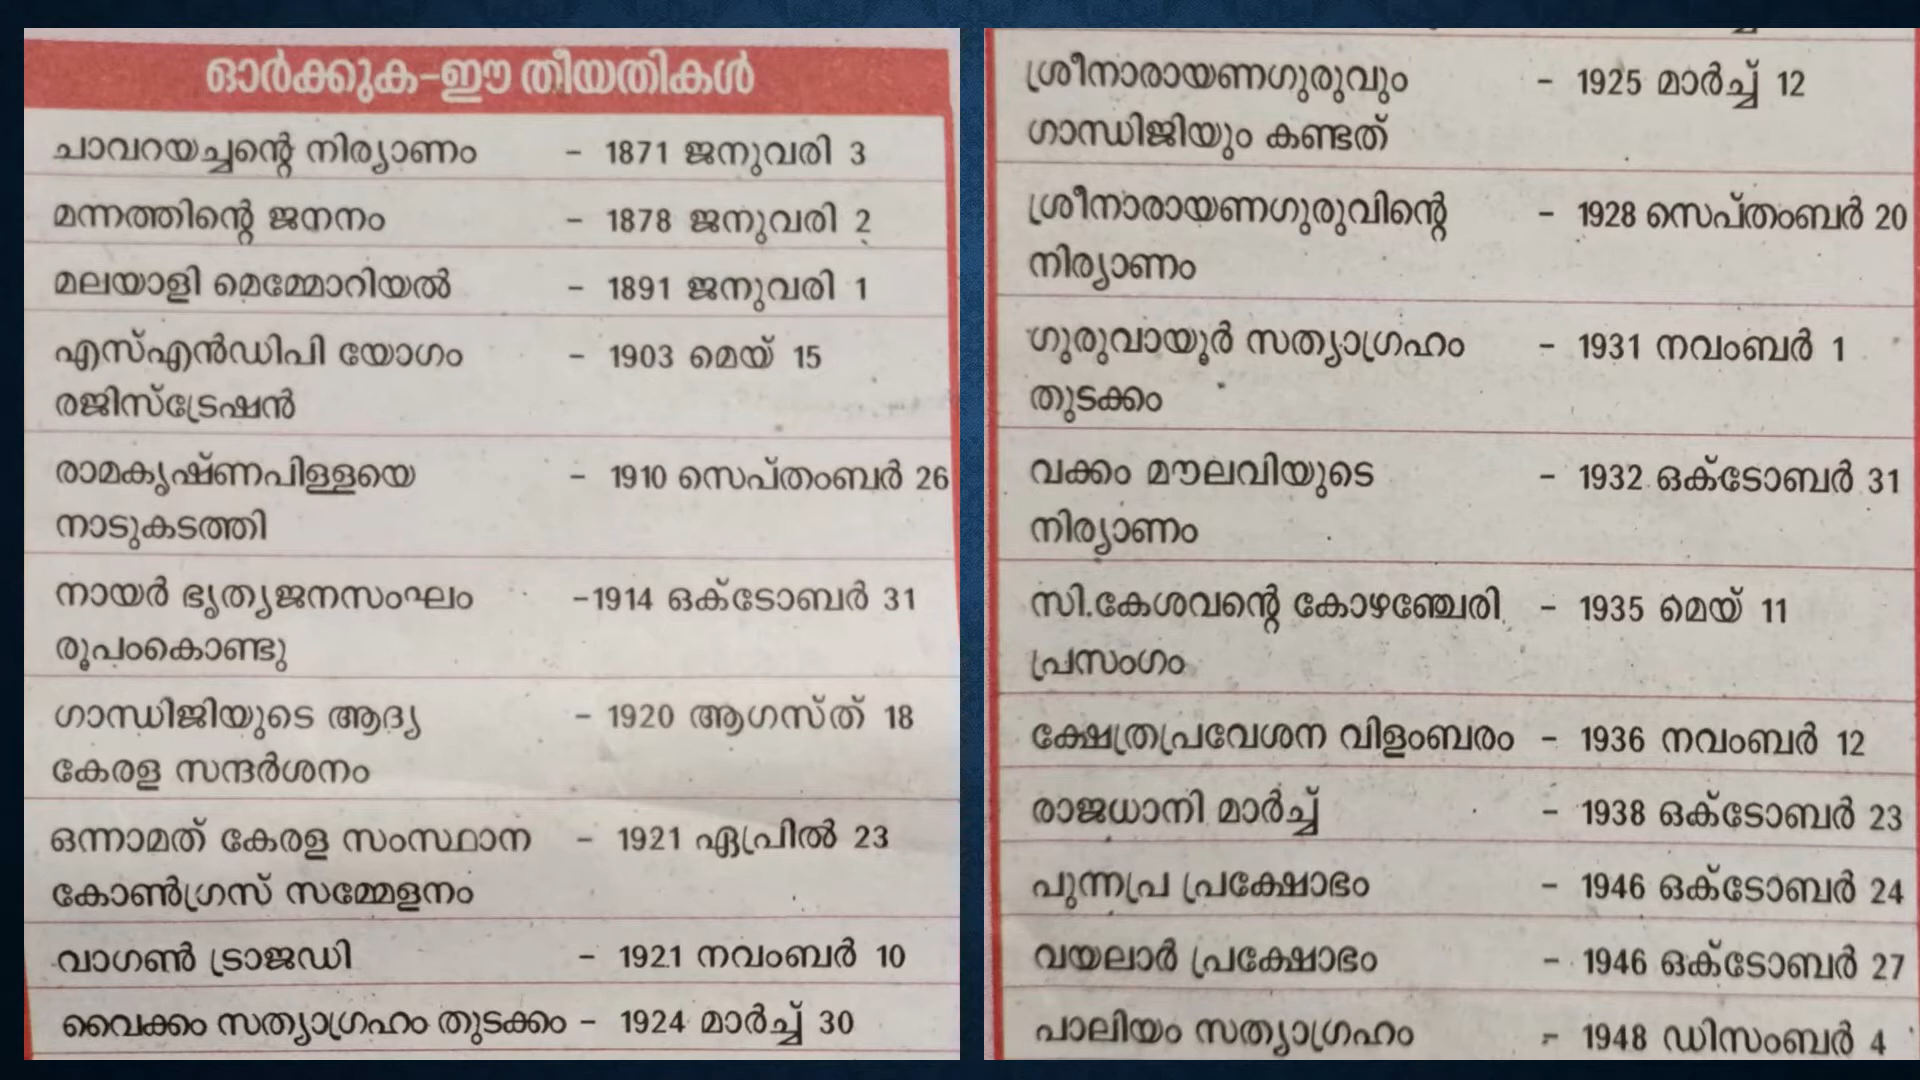 ഓർക്കുക-ഈ തീയതികൾ
ചാവറയച്ചന്റെ നിര്യാണം - 1871 ജനുവരി 3
മന്നത്തിന്റെ ജനനം - 1878 ജനുവരി 2
മലയാളി മെമ്മോറിയൽ - 1891 ജനുവരി 1
എസ്എൻഡിപി യോഗം - 1903 മെയ് 15
രജിസ്ട്രേഷൻ
രാമകൃഷ്ണപിള്ളയെ - 1910 സെപ്തംബർ 26
നാടുകടത്തി
നായർ ഭൃത്യജനസംഘം -1914 ഒക്ടോബർ 31
രൂപംകൊണ്ടു
ഗാന്ധിജിയുടെ ആദ്യ - 1920 ആഗസ്ത് 18
കേരള സന്ദർശനം
ഒന്നാമത് കേരള സംസ്ഥാന - 1921 ഏപ്രിൽ 23
കോൺഗ്രസ് സമ്മേളനം
വാഗൺ ട്രാജഡി - 1921 നവംബർ 10
വൈക്കം സത്യാഗ്രഹം തുടക്കം - 1924 മാർച്ച് 30
ശ്രീനാരായണഗുരുവും - 1925 മാർച്ച് 12
ഗാന്ധിജിയും കണ്ടത്
ശ്രീനാരായണഗുരുവിന്റെ - 1928 സെപ്തംബർ 20
നിര്യാണം
ഗുരുവായൂർ സത്യാഗ്രഹം - 1931 നവംബർ 1
തുടക്കം
വക്കം മൗലവിയുടെ - 1932 ഒക്ടോബർ 31
നിര്യാണം
സി.കേശവന്റെ കോഴഞ്ചേരി - 1935 മെയ് 11
പ്രസംഗം
ക്ഷേത്രപ്രവേശന വിളംബരം - 1936 നവംബർ 12
രാജധാനി മാർച്ച് - 1938 ഒക്ടോബർ 23
പുന്നപ്ര പ്രക്ഷോഭം - 1946 ഒക്ടോബർ 24
വയലാർ പ്രക്ഷോഭം - 1946 ഒക്ടോബർ 27
പാലിയം സത്യാഗ്രഹം - 1948 ഡിസംബർ 4